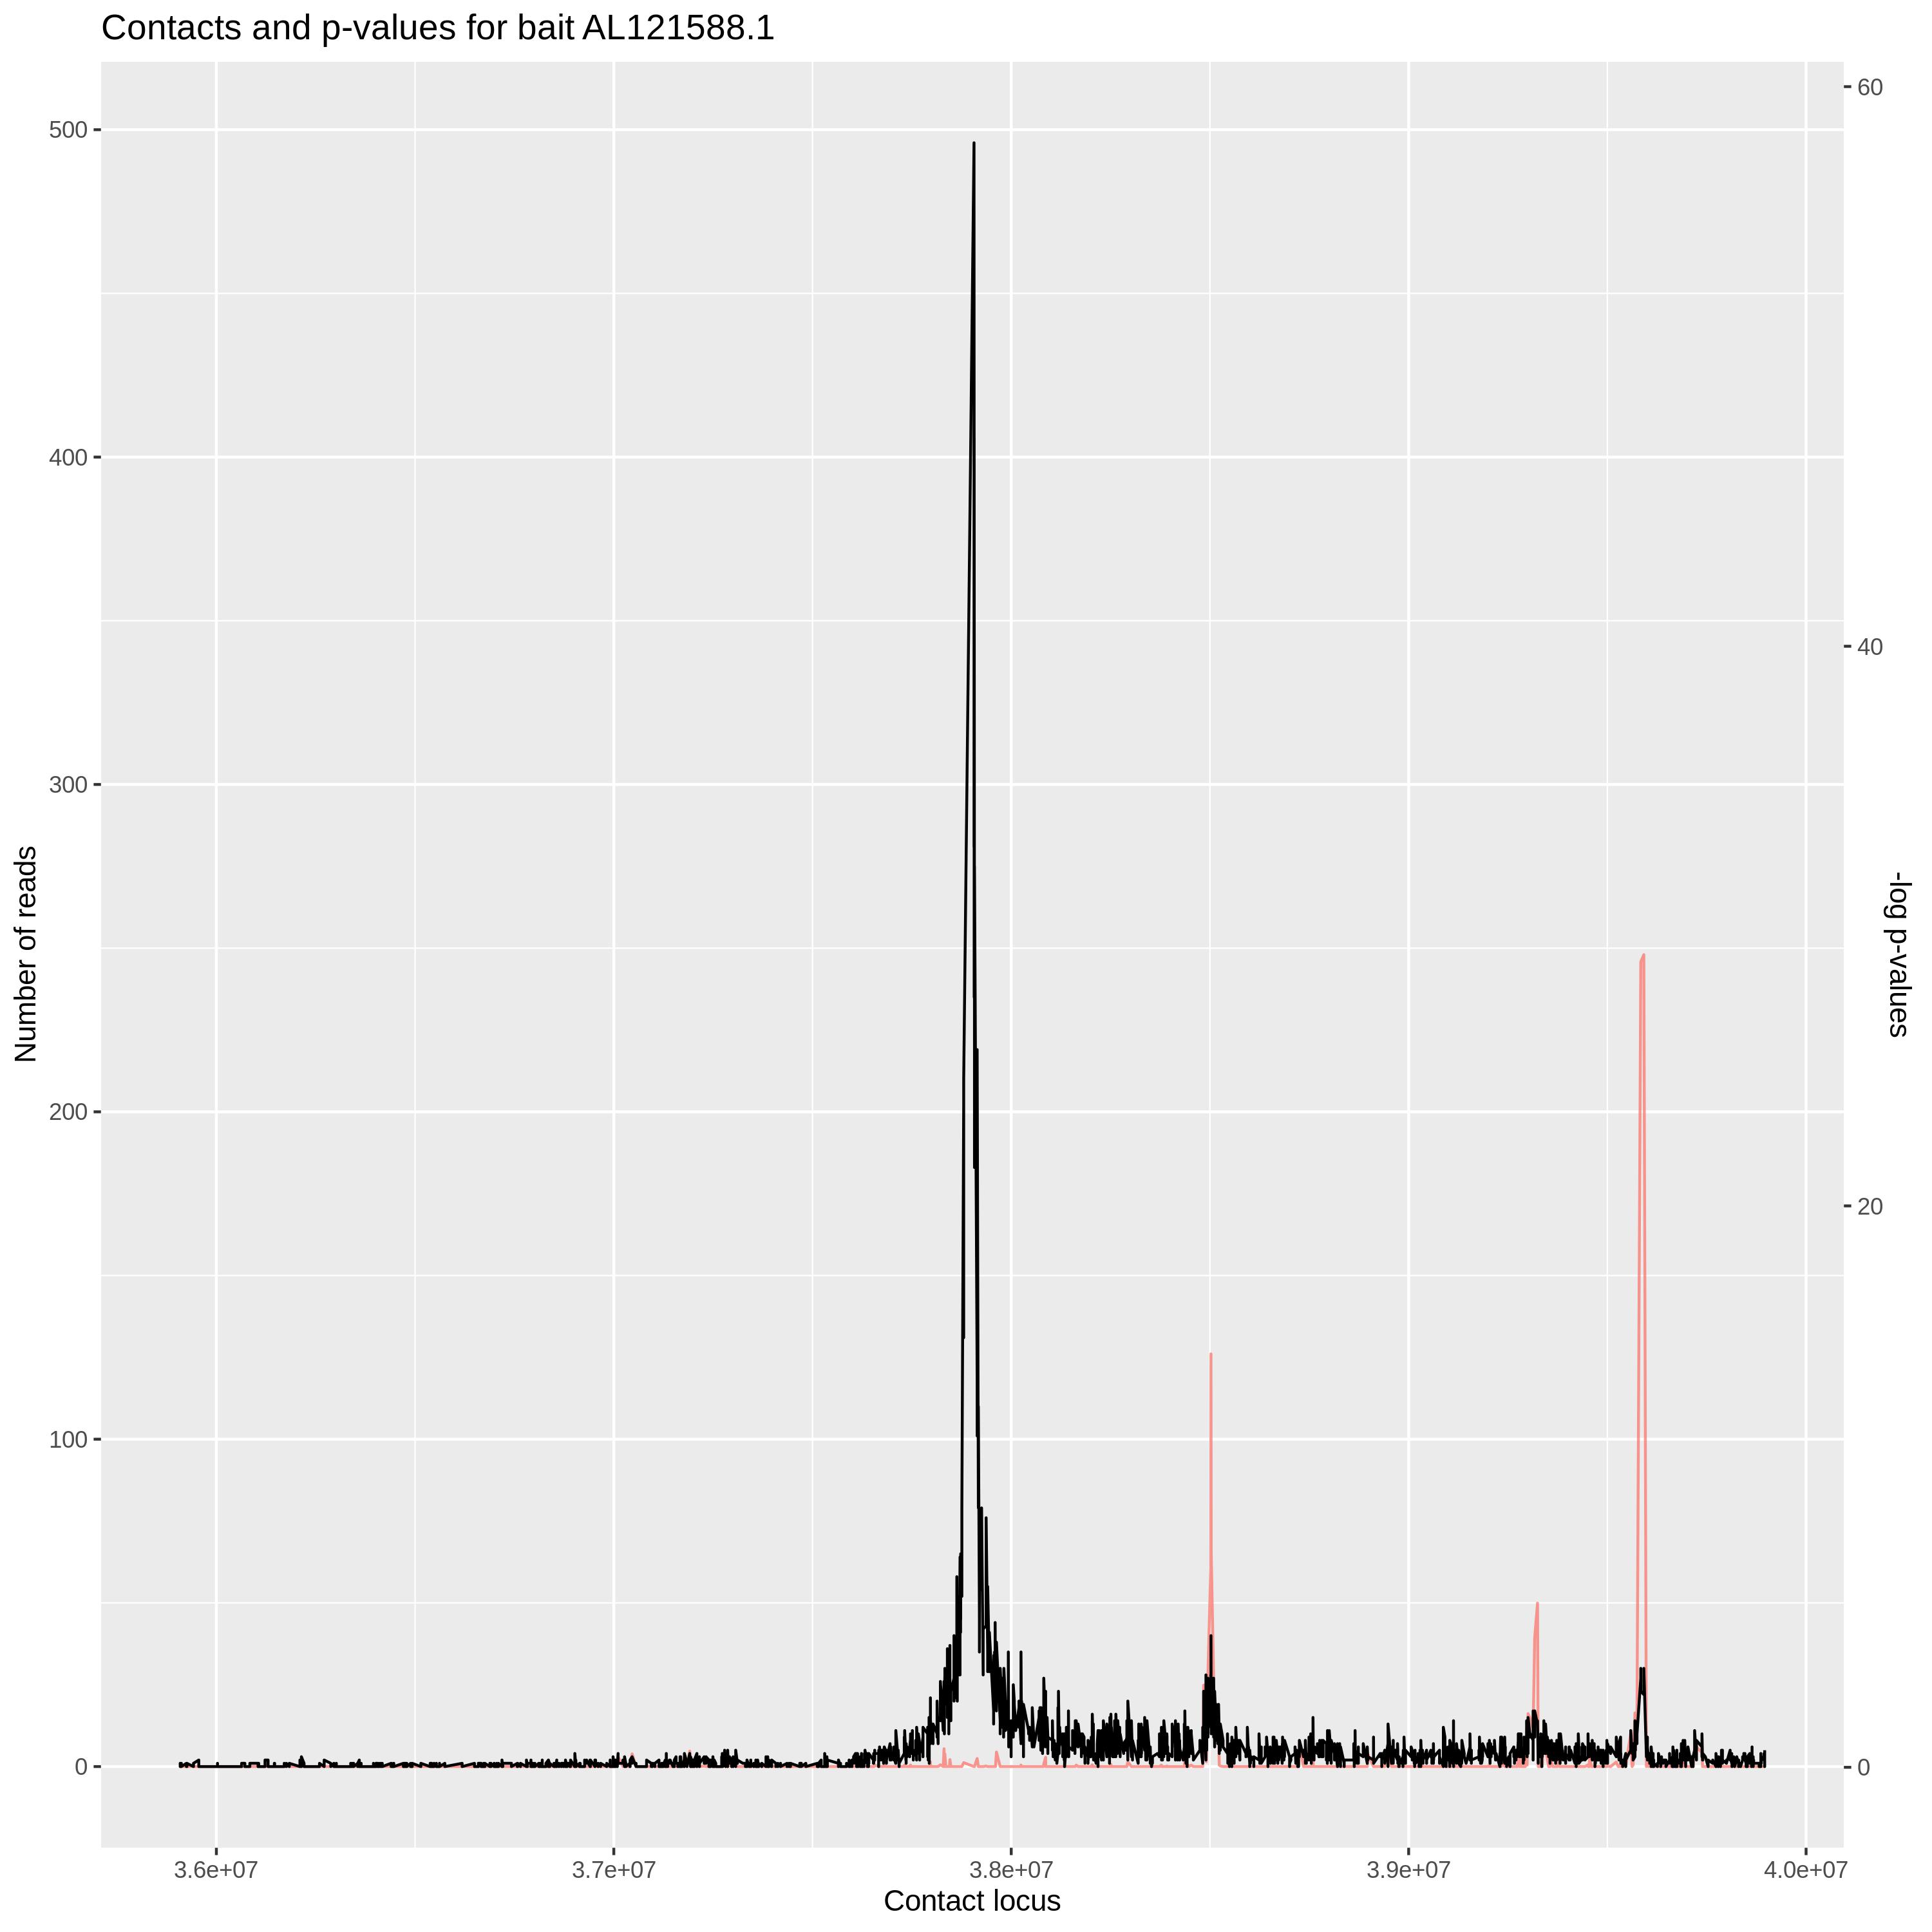 Contacts and p-values for bait AL121588.1
500
400
300
200
100
0
Number of reads
60
40
20
0
-log p-values
3.6e+07
3.7e+07
3.8e+07
3.9e+07
4.0e+07
Contact locus